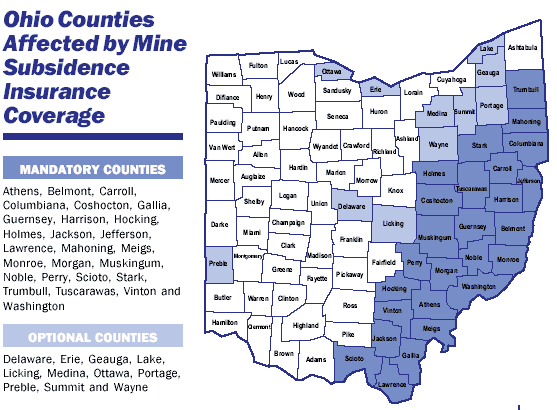 Ohio Counties
Affected by Mine
Subsidence
Insurance
Coverage
MANDATORY COUNTIES
Athens, Belmont, Carroll,
Columbiana, Coshocton, Gallia,
Guernsey, Harrison, Hocking,
Holmes, Jackson, Jefferson,
Lawrence, Mahoning, Meigs,
Monroe, Morgan, Muskingum,
Noble, Perry, Scioto, Stark,
Trumbull, Tuscarawas, Vinton and
Washington
OPTIONAL COUNTIES
Delaware, Erie, Geauga, Lake,
Licking, Medina, Ottawa, Portage,
Preble, Summit and Wayne
Lake
Ashtabula
Geauga
Lucas
Fulton
Williams
Ottawa
Cuyahoga
Trumbull
Erie
Lorain
Sandusky
Wood
Henry
Difiance
Portage
Huron
Medina
Summit
Seneca
Mahoning
Paulding
Putnam
Hancock
Ashland
Van Wert
Wyandot
Crawford
Richland
Wayne
Stark
Columbiana
Allen
Hardin
Marion
Morrow
Holmes
Carroll
Jefferson
Mercer
Auglaize
Knox
Tuscarawas
Shelby
Logan
Union
Delaware
Coshocton
Harrison
Darke
Miami
Champaign
Licking
Guernsey
Belmont
Muskingum
Franklin
Clark
Montgomery
Madison
Preble
Greene
Fairfield
Perry
Noble
Monroe
Morgan
Pickaway
Fayette
Washington
Hocking
Butler
Warren
Clinton
Ross
Vinton
Athens
Hamilton
Clermont
Highland
Pike
Jackson
Meigs
Brown
Adams
Scioto
Gallia
Lawrence